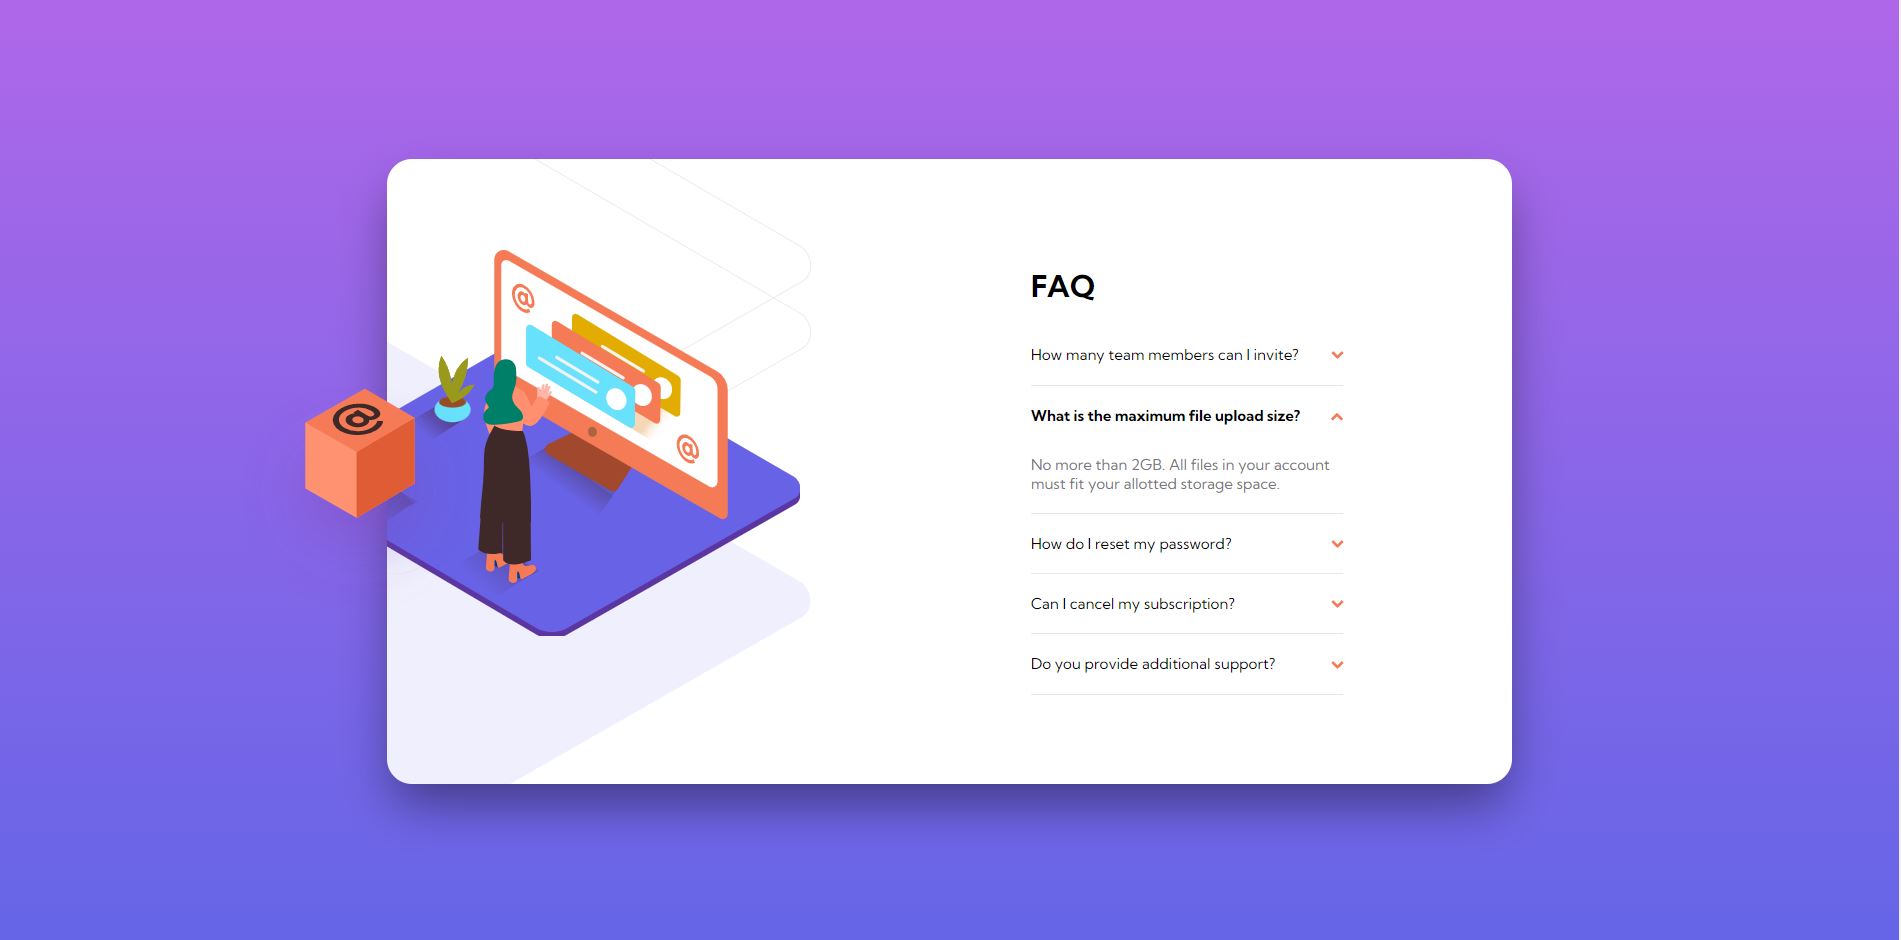 @
@
@
FAQ
How many team members can I invite?
What is the maximum file upload size?
No more than 2GB. All files in your account
must fit your allotted storage space.
How do I reset my password?
Can I cancel my subscription?
Do you provide additional support?